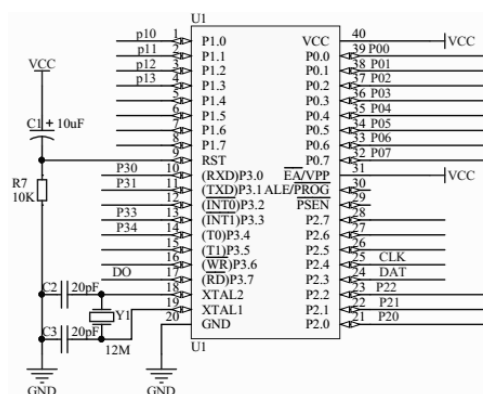 U1
p10 1 P1.0 VCC 40 VCC
p11 2 P1.1 P0.0 39 P00
p12 3 P1.2 P0.1 38 P01
p13 4 P1.3 P0.2 37 P02
5 P1.4 P0.3 36 P03
6 P1.5 P0.4 35 P04
7 P1.6 P0.5 34 P05
8 P1.7 P0.6 33 P06
9 RST P0.7 32 P07
P30 10 (RXD)P3.0 EA/VPP 31 VCC
P31 11 (TXD)P3.1 ALE/PROG 30
12 (INT0)P3.2 PSEN 29
P33 13 (INT1)P3.3 P2.7 28
P34 14 (T0)P3.4 P2.6 27
15 (T1)P3.5 P2.5 26
16 (WR)P3.6 P2.4 25 CLK
DO 17 (RD)P3.7 P2.3 24 DAT
18 XTAL2 P2.2 23 P22
19 XTAL1 P2.1 22 P21
20 GND P2.0 21 P20
U1
VCC
C1 + 10uF
R7
10K
C2 20pF
Y1
C3 20pF
12M
GND
GND